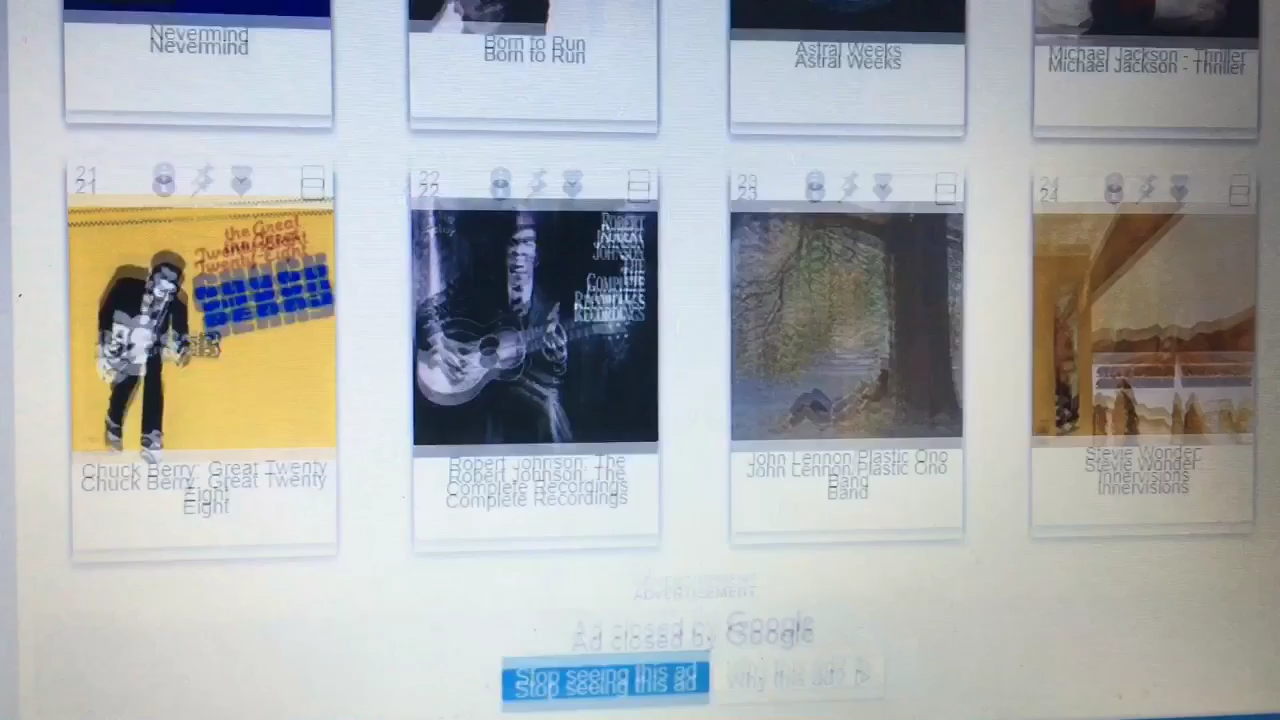 Nevermind
Born to Run
Astral Weeks
Michael Jackson - Thriller
21
22
23
24
the Great
Twenty-Eight
CHUCK
BERRY
ROBERT
JOHNSON
THE
COMPLETE
RECORDINGS
Chuck Berry: Great Twenty
Eight
Robert Johnson, The
Complete Recordings
John Lennon/Plastic Ono
Band
Stevie Wonder,
Innervisions
ADVERTISEMENT
Ad closed by Google
Stop seeing this ad
Why this ad?